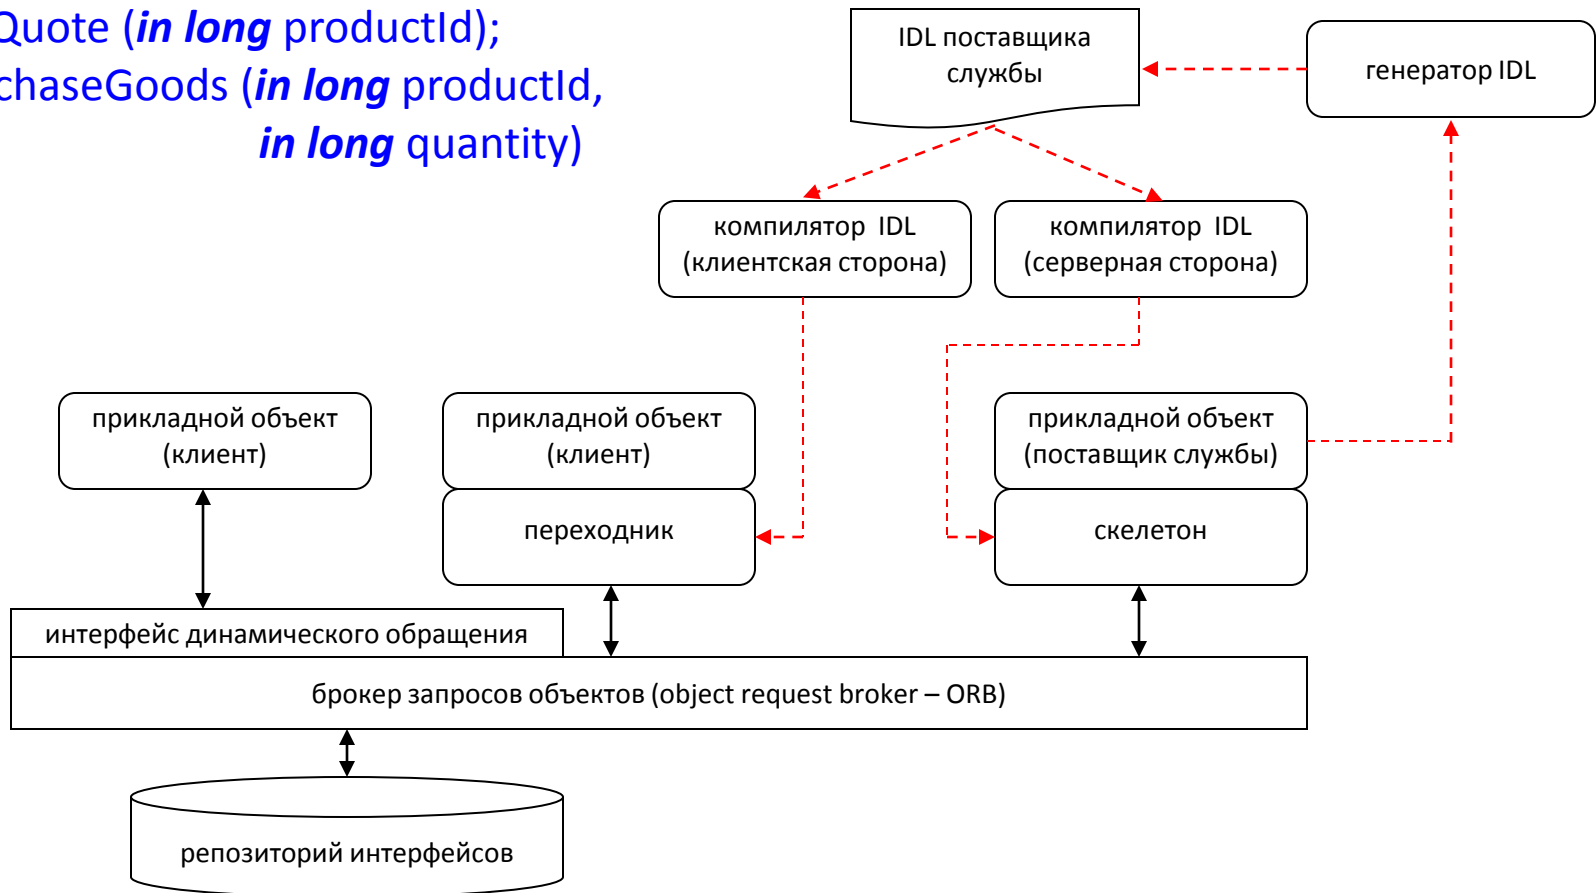 Quote (in long productId);
chaseGoods (in long productId,
in long quantity)
IDL поставщика
службы
генератор IDL
компилятор IDL
(клиентская сторона)
компилятор IDL
(серверная сторона)
прикладной объект
(клиент)
прикладной объект
(клиент)
прикладной объект
(поставщик службы)
переходник
скелетон
интерфейс динамического обращения
брокер запросов объектов (object request broker – ORB)
репозиторий интерфейсов